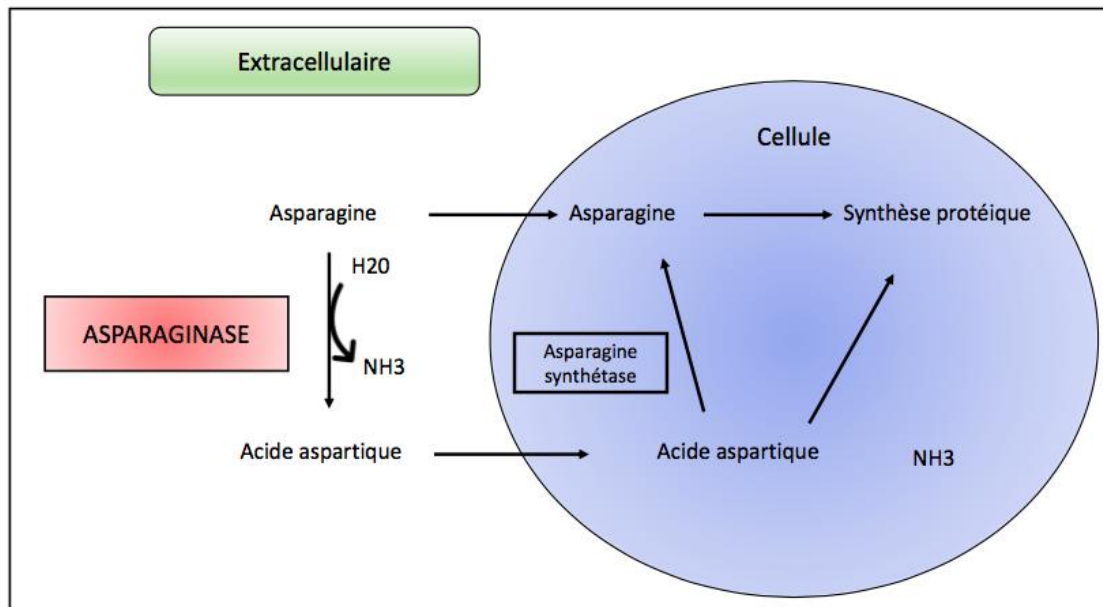 Extracellulaire
Cellule
Asparagine
Asparagine
Synthèse protéique
H20
ASPARAGINASE
Asparagine
synthétase
NH3
Acide aspartique
Acide aspartique
NH3